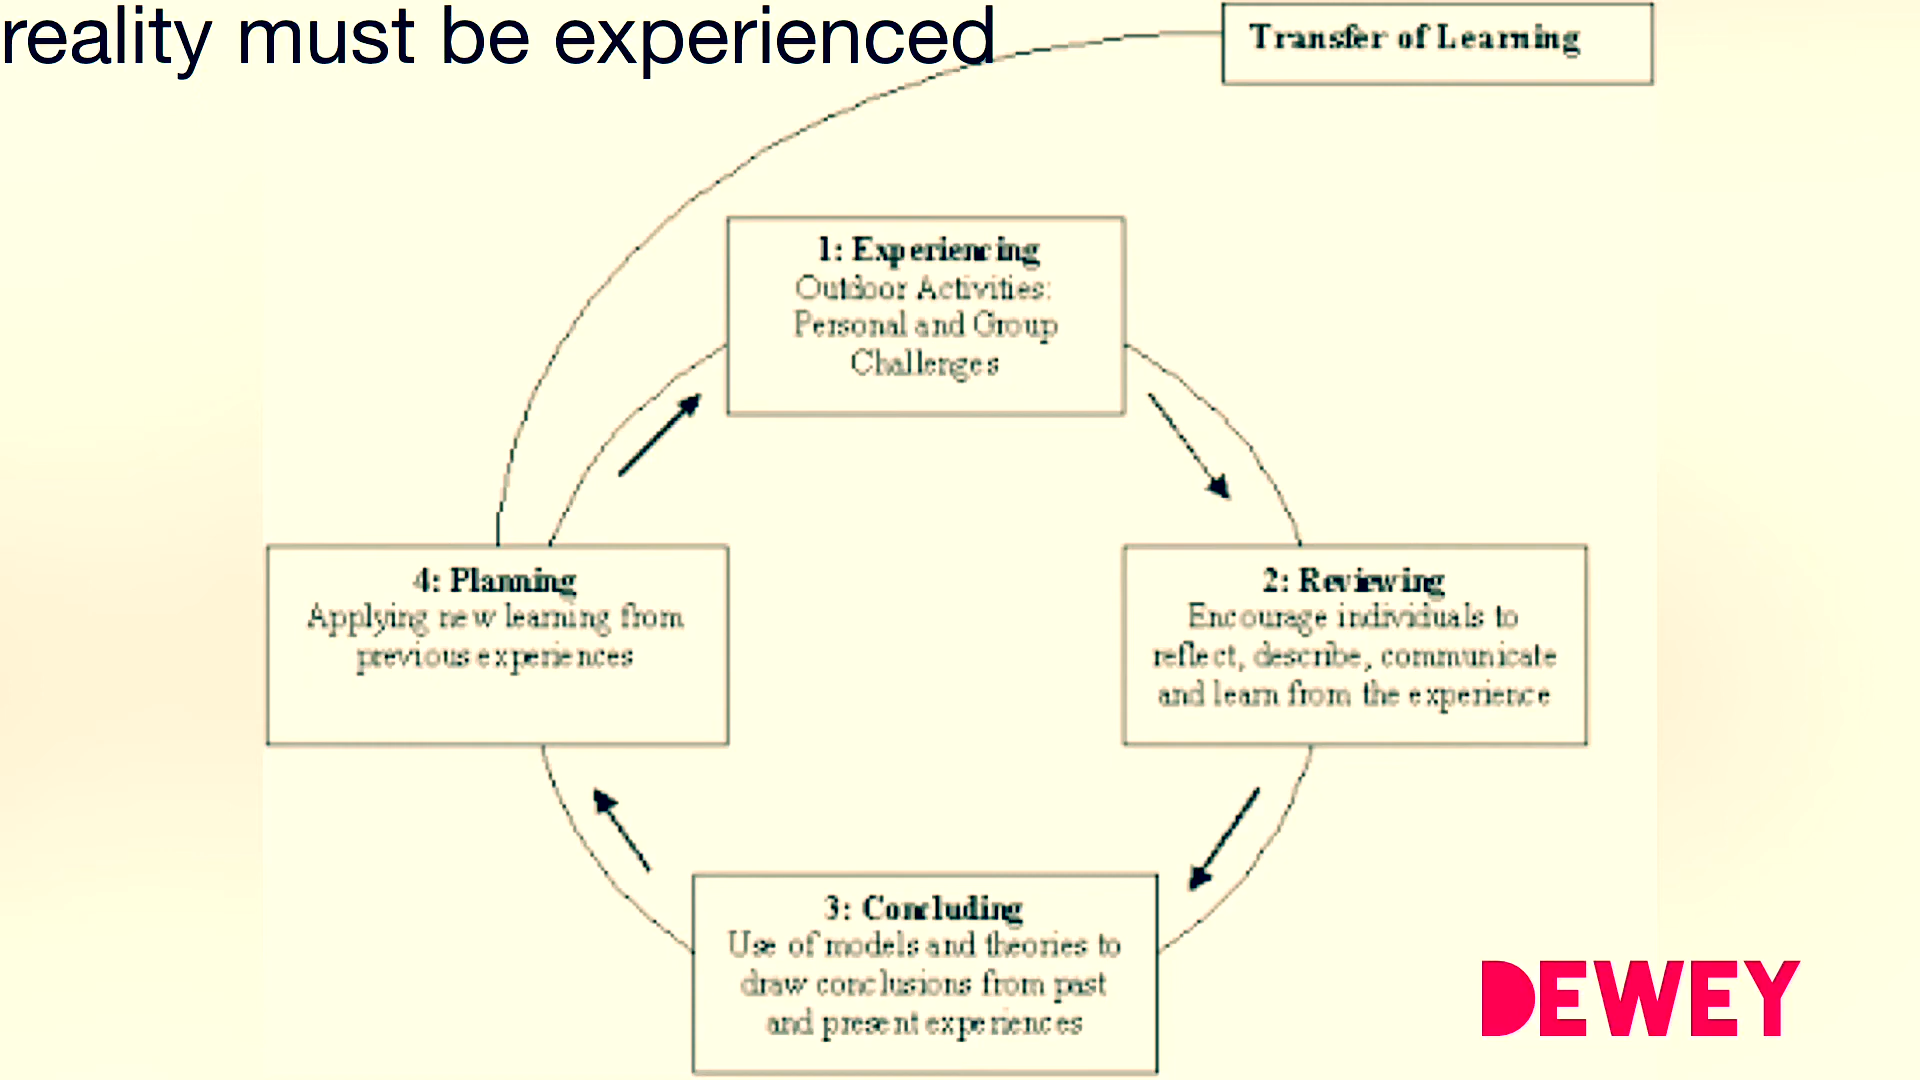 reality must be experienced
Transfer of Learning
1: Experiencing
Outdoor Activities:
Personal and Group
Challenges
4: Planning
Applying new learning from
previous experiences
2: Reviewing
Encourage individuals to
reflect, describe, communicate
and learn from the experience
3: Concluding
Use of models and theories to
draw conclusions from past
and present experiences
DEWEY